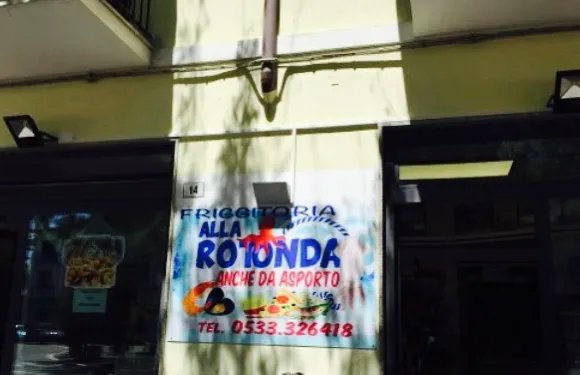 14
FRIGGITORIA
ALLA
ROTONDA
ANCHE DA ASPORTO
TEL. 0533.326418